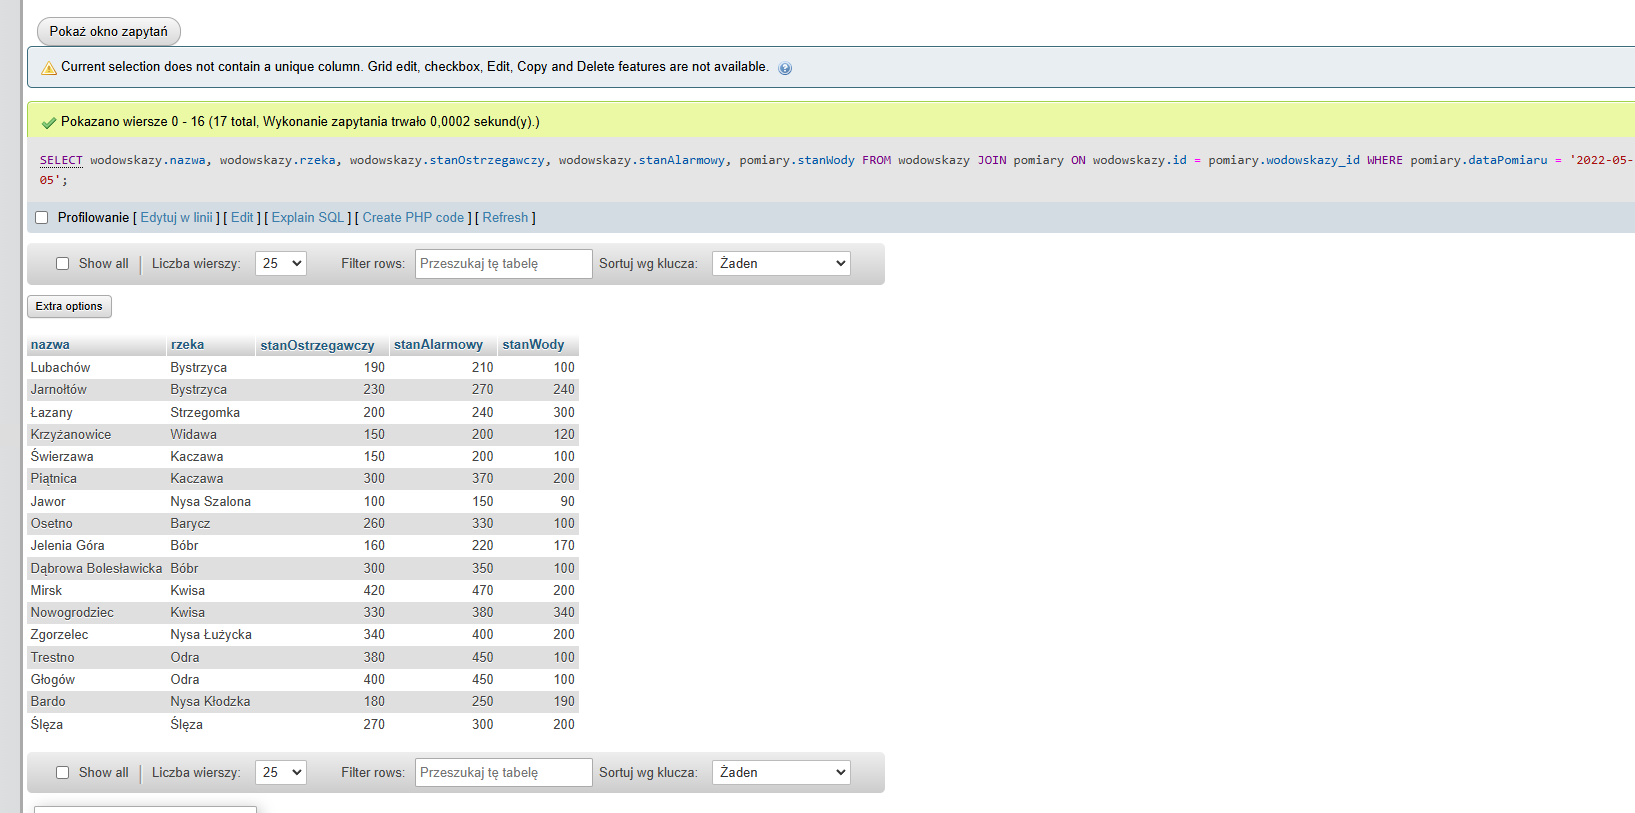 Pokaż okno zapytań
Current selection does not contain a unique column. Grid edit, checkbox, Edit, Copy and Delete features are not available.
Pokazano wiersze 0 - 16 (17 total, Wykonanie zapytania trwało 0,0002 sekund(y).)
SELECT wodowskazy.nazwa, wodowskazy.rzeka, wodowskazy.stanOstrzegawczy, wodowskazy.stanAlarmowy, pomiary.stanWody FROM wodowskazy JOIN pomiary ON wodowskazy.id = pomiary.wodowskazy_id WHERE pomiary.dataPomiaru = '2022-05-
05';
Profilowanie [ Edytuj w linii ] [ Edit ] [ Explain SQL ] [ Create PHP code ] [ Refresh ]
Show all | Liczba wierszy: 25 Filter rows: Przeszukaj tę tabelę Sortuj wg klucza: Żaden
Extra options
nazwa rzeka stanOstrzegawczy stanAlarmowy stanWody
Lubachów Bystrzyca 190 210 100
Jarnołtów Bystrzyca 230 270 240
Łazany Strzegomka 200 240 300
Krzyżanowice Widawa 150 200 120
Świerzawa Kaczawa 150 200 100
Piątnica Kaczawa 300 370 200
Jawor Nysa Szalona 100 150 90
Osetno Barycz 260 330 100
Jelenia Góra Bóbr 160 220 170
Dąbrowa Bolesławicka Bóbr 300 350 100
Mirsk Kwisa 420 470 200
Nowogrodziec Kwisa 330 380 340
Zgorzelec Nysa Łużycka 340 400 200
Trestno Odra 380 450 100
Głogów Odra 400 450 100
Bardo Nysa Kłodzka 180 250 190
Ślęza Ślęza 270 300 200
Show all | Liczba wierszy: 25 Filter rows: Przeszukaj tę tabelę Sortuj wg klucza: Żaden